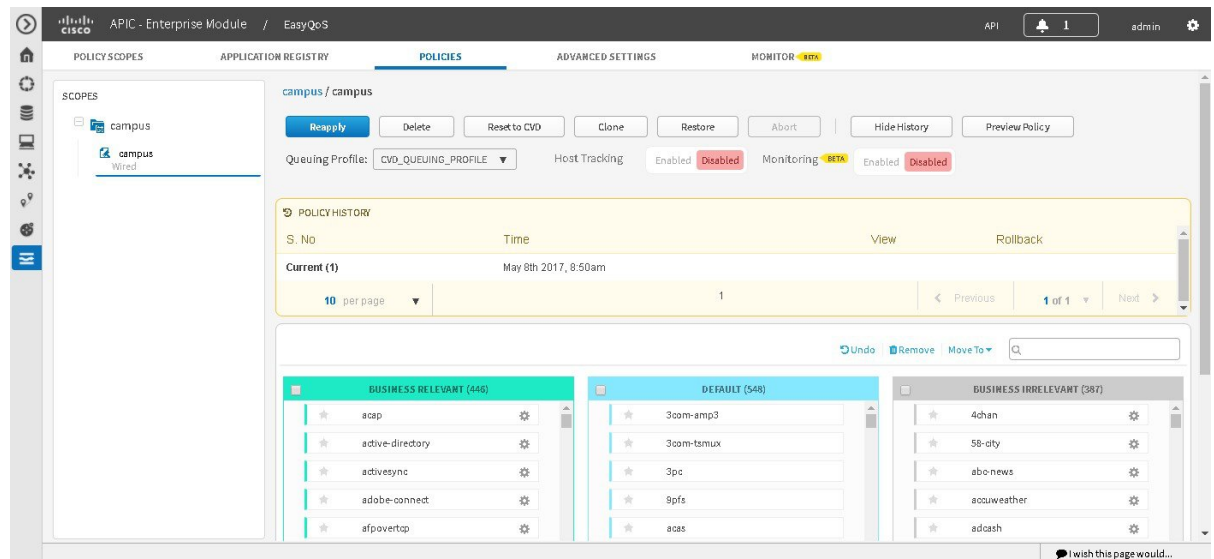 cisco APIC - Enterprise Module / EasyQoS API 1 admin
POLICY SCOPES APPLICATION REGISTRY POLICIES ADVANCED SETTINGS MONITOR BETA
SCOPES
campus
campus
Wired
campus / campus
Reapply Delete Reset to CVD Clone Restore Abort Hide History Preview Policy
Queuing Profile: CVD_QUEUING_PROFILE Host Tracking Enabled Disabled Monitoring BETA Enabled Disabled
POLICY HISTORY
S. No Time View Rollback
Current (1) May 8th 2017, 8:50am
10 per page 1 Previous 1 of 1 Next
Undo Remove Move To
BUSINESS RELEVANT (446) DEFAULT (548) BUSINESS IRRELEVANT (387)
acap 3com-amp3 4chan
active-directory 3com-tsmux 58-city
activesync 3pc abc-news
adobe-connect 9pfs accuweather
afpovertcp acas adcash
I wish this page would...